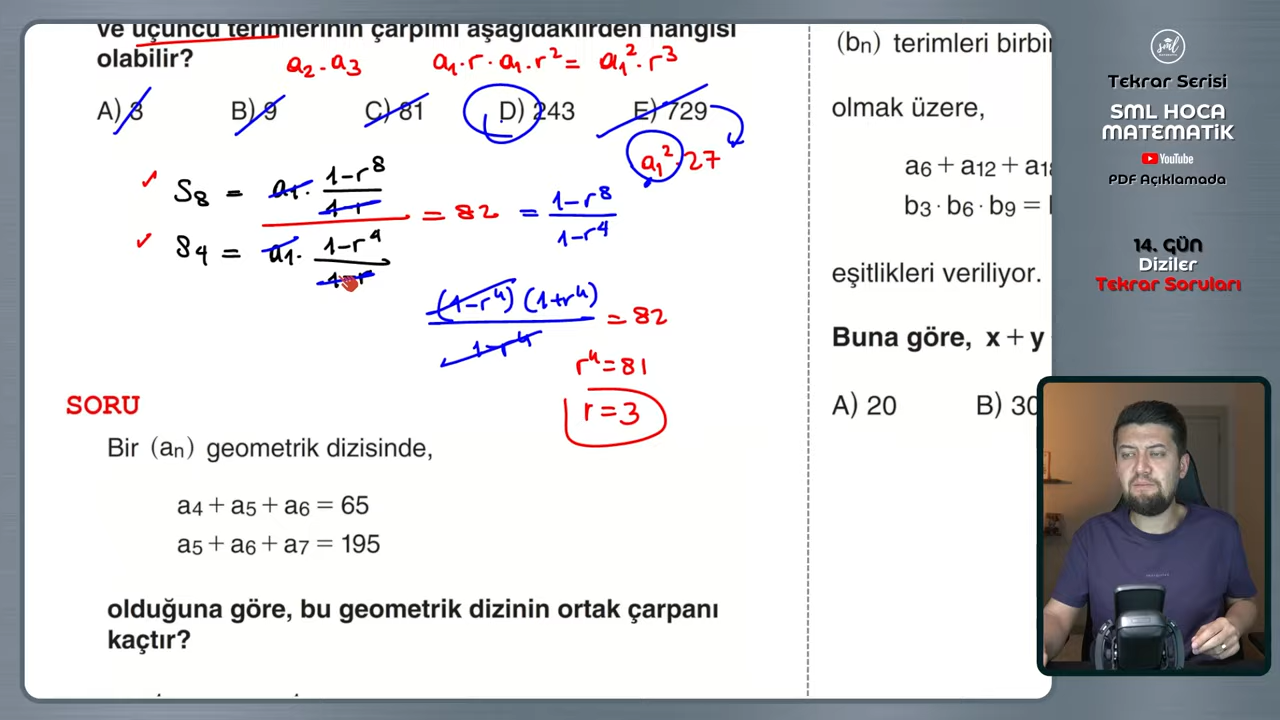 ve üçüncü terimlerinin çarpımı aşağıdakilrden hangisi
olabilir?
a2 · a3
a1 · r · a1 · r² = a1² · r³
A) 3
B) 9
C) 81
D) 243
E) 729
a1² · 27
S8 = a1 · 1-r⁸ / 1-r
= 82 = 1-r⁸ / 1-r⁴
S4 = a1 · 1-r⁴ / 1-r
(1-r⁴) (1+r⁴) / 1-r⁴ = 82
r⁴ = 81
r = 3
SORU
Bir (an) geometrik dizisinde,
a4 + a5 + a6 = 65
a5 + a6 + a7 = 195
olduğuna göre, bu geometrik dizinin ortak çarpanı
kaçtır?
(bn) terimleri birbir
olmak üzere,
a6 + a12 + a18
b3 · b6 · b9 =
eşitlikleri veriliyor.
Buna göre, x + y
A) 20
B) 30
sml
Tekrar Serisi
SML HOCA
MATEMATİK
YouTube
PDF Açıklamada
14. GÜN
Diziler
Tekrar Soruları